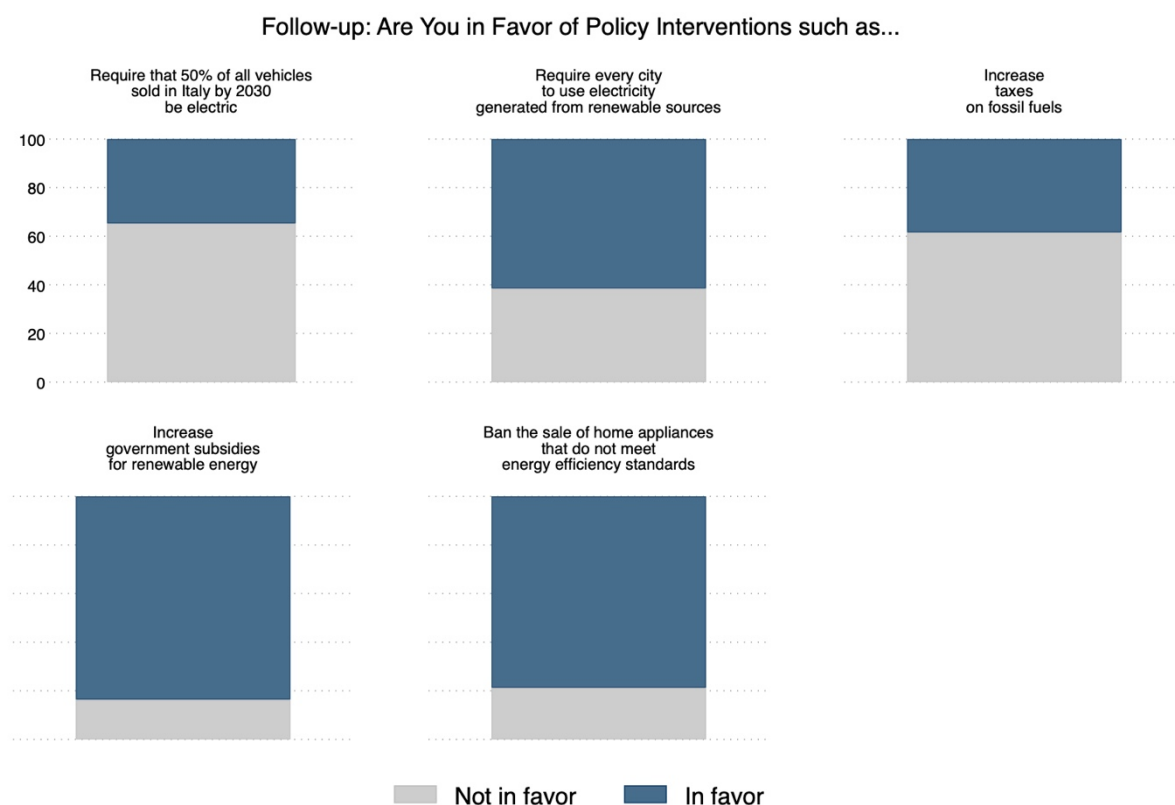 Follow-up: Are You in Favor of Policy Interventions such as...
Require that 50% of all vehicles
sold in Italy by 2030
be electric
Require every city
to use electricity
generated from renewable sources
Increase
taxes
on fossil fuels
100
80
60
40
20
0
Increase
government subsidies
for renewable energy
Ban the sale of home appliances
that do not meet
energy efficiency standards
Not in favor
In favor